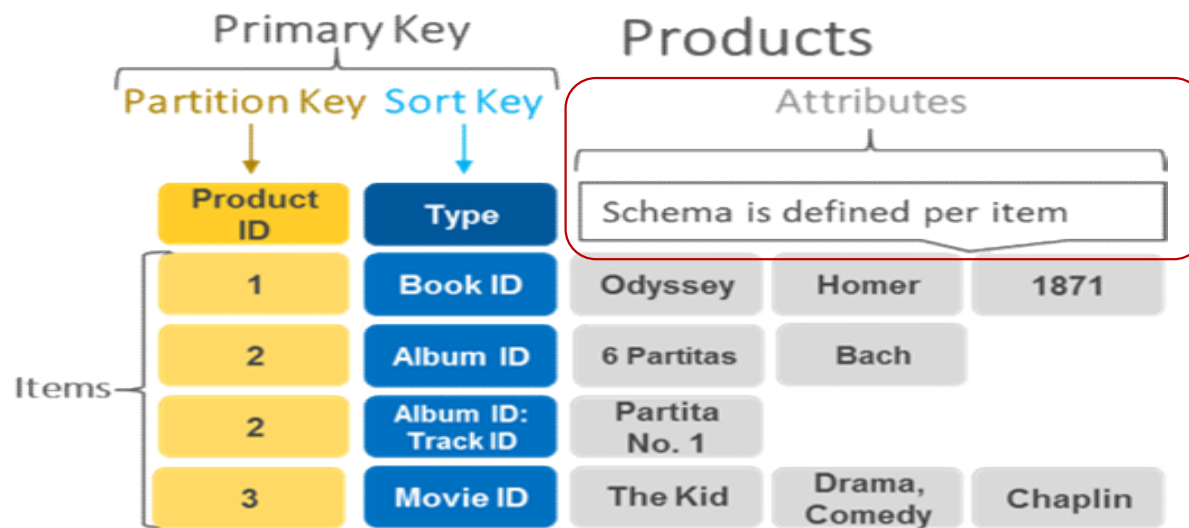 Primary Key
Products
Partition Key
Sort Key
Attributes
Product
ID
Type
Schema is defined per item
Items
1
Book ID
Odyssey
Homer
1871
2
Album ID
6 Partitas
Bach
2
Album ID:
Track ID
Partita
No. 1
3
Movie ID
The Kid
Drama,
Comedy
Chaplin